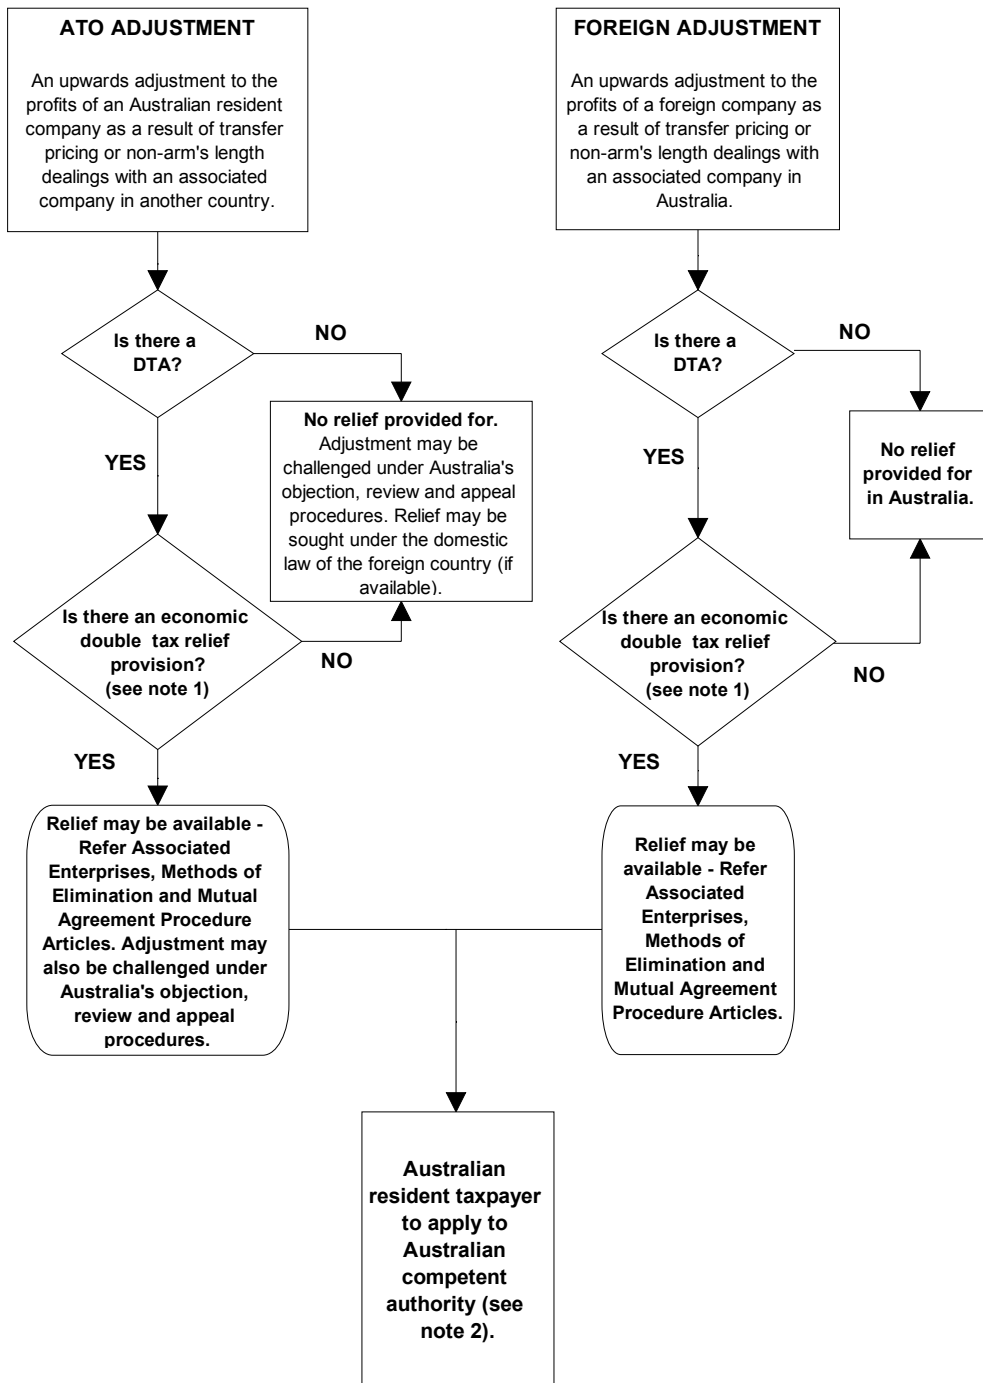 ATO ADJUSTMENT
An upwards adjustment to the
profits of an Australian resident
company as a result of transfer
pricing or non-arm's length
dealings with an associated
company in another country.
Is there a
DTA?
NO
No relief provided for.
Adjustment may be
challenged under Australia's
objection, review and appeal
procedures. Relief may be
sought under the domestic
law of the foreign country (if
available).
YES
Is there an economic
double tax relief
provision?
(see note 1)
NO
YES
Relief may be available -
Refer Associated
Enterprises, Methods of
Elimination and Mutual
Agreement Procedure
Articles. Adjustment may
also be challenged under
Australia's objection,
review and appeal
procedures.
FOREIGN ADJUSTMENT
An upwards adjustment to the
profits of a foreign company as
a result of transfer pricing or
non-arm's length dealings with
an associated company in
Australia.
Is there a
DTA?
NO
No relief
provided for
in Australia.
YES
Is there an economic
double tax relief
provision?
(see note 1)
NO
YES
Relief may be
available - Refer
Associated
Enterprises,
Methods of
Elimination and
Mutual Agreement
Procedure Articles.
Australian
resident taxpayer
to apply to
Australian
competent
authority (see
note 2).